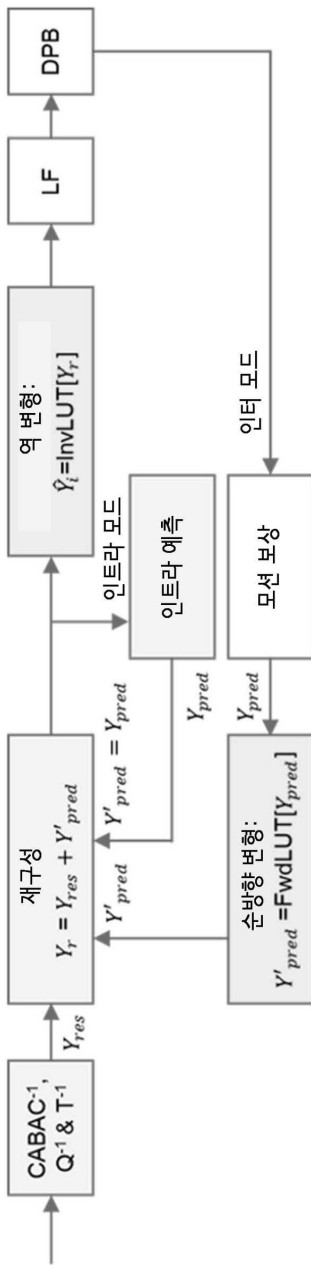 CABAC⁻¹,
Q⁻¹ & T⁻¹
Y_res
재구성
Y_r = Y_res + Y'_pred
역 변형:
Ŷ_i=InvLUT[Y_r]
LF
DPB
인트라 모드
Y'_pred = Y_pred
Y'_pred
인트라 예측
Y_pred
인터 모드
순방향 변형:
Y'_pred =FwdLUT[Y_pred]
Y_pred
모션 보상